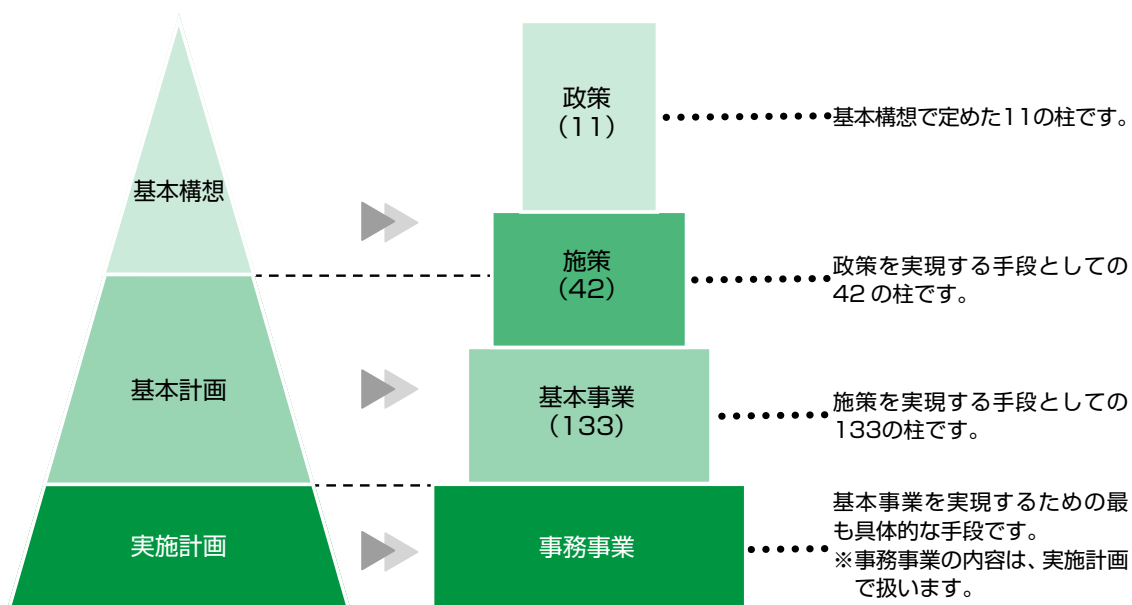 基本構想
基本計画
実施計画
政策
(11)
施策
(42)
基本事業
(133)
事務事業
基本構想で定めた11の柱です。
政策を実現する手段としての
42 の柱です。
施策を実現する手段としての
133の柱です。
基本事業を実現するための最
も具体的な手段です。
※事務事業の内容は、実施計画
で扱います。